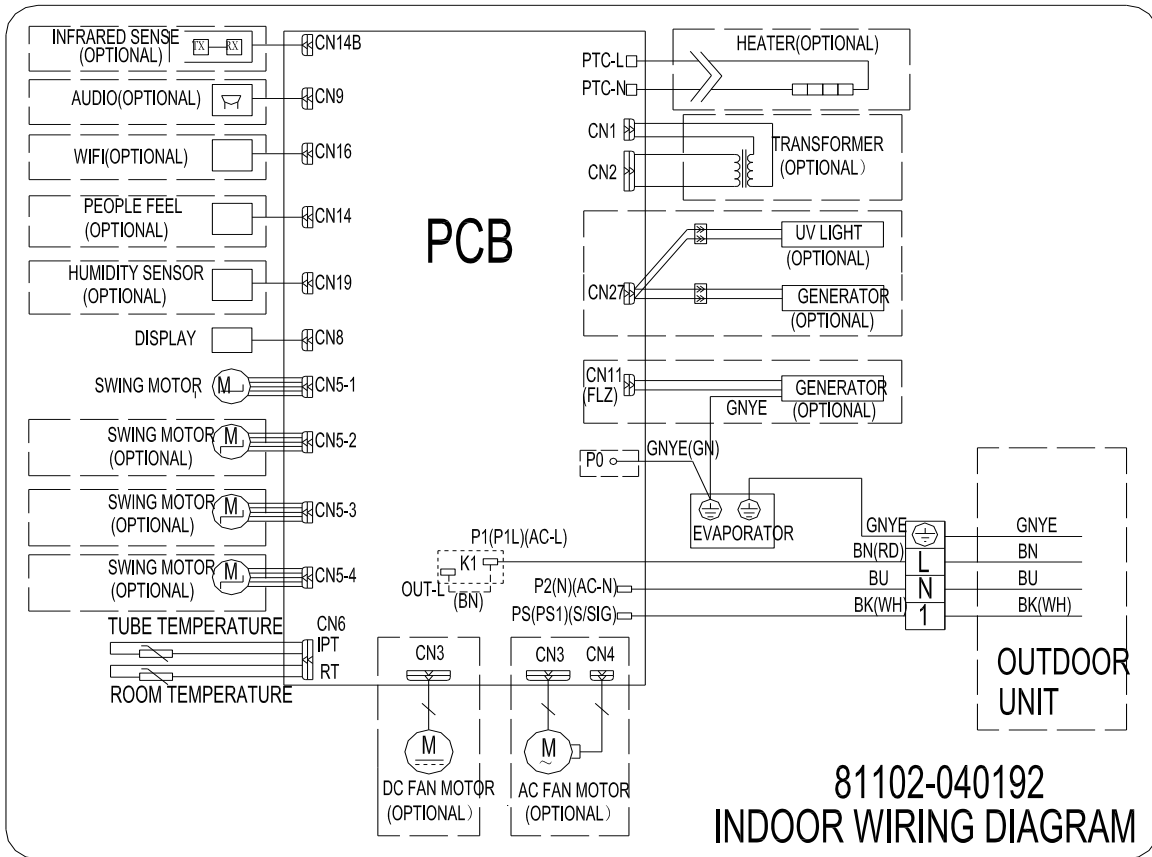 INFRARED SENSE
(OPTIONAL)
TX
RX
CN14B
AUDIO(OPTIONAL)
CN9
WIFI(OPTIONAL)
CN16
PEOPLE FEEL
(OPTIONAL)
CN14
HUMIDITY SENSOR
(OPTIONAL)
CN19
DISPLAY
CN8
SWING MOTOR
M
CN5-1
SWING MOTOR
(OPTIONAL)
M
CN5-2
SWING MOTOR
(OPTIONAL)
M
CN5-3
SWING MOTOR
(OPTIONAL)
M
CN5-4
TUBE TEMPERATURE
CN6
IPT
RT
ROOM TEMPERATURE
PCB
PTC-L
PTC-N
HEATER(OPTIONAL)
CN1
CN2
TRANSFORMER
(OPTIONAL)
CN27
UV LIGHT
(OPTIONAL)
GENERATOR
(OPTIONAL)
CN11
(FLZ)
GENERATOR
(OPTIONAL)
GNYE
P0
GNYE(GN)
EVAPORATOR
P1(P1L)(AC-L)
K1
OUT-L
(BN)
P2(N)(AC-N)
PS(PS1)(S/SIG)
GNYE
BN(RD)
BU
BK(WH)
L
N
1
GNYE
BN
BU
BK(WH)
OUTDOOR
UNIT
CN3
M
DC FAN MOTOR
(OPTIONAL)
CN3
CN4
M
~
AC FAN MOTOR
(OPTIONAL)
81102-040192
INDOOR WIRING DIAGRAM